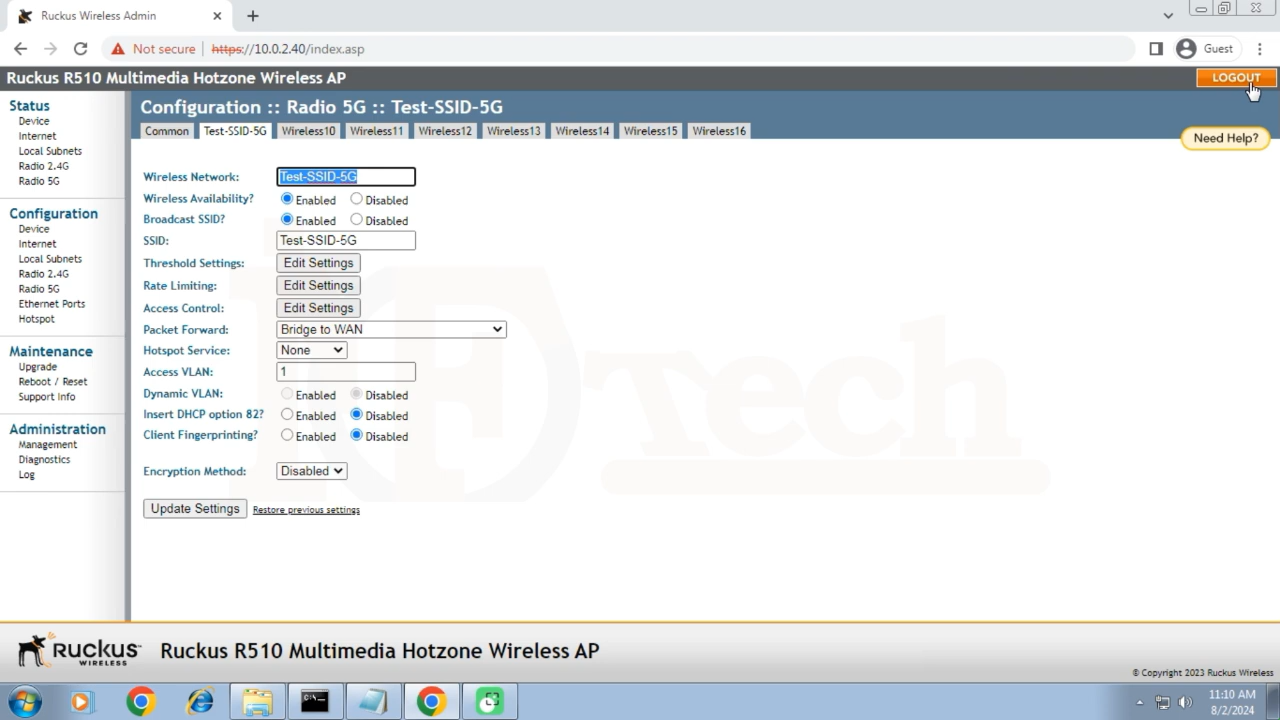 Ruckus Wireless Admin
Not secure https://10.0.2.40/index.asp Guest
Ruckus R510 Multimedia Hotzone Wireless AP LOGOUT
Status
Device
Internet
Local Subnets
Radio 2.4G
Radio 5G
Configuration
Device
Internet
Local Subnets
Radio 2.4G
Radio 5G
Ethernet Ports
Hotspot
Maintenance
Upgrade
Reboot / Reset
Support Info
Administration
Management
Diagnostics
Log
Configuration :: Radio 5G :: Test-SSID-5G
Common Test-SSID-5G Wireless10 Wireless11 Wireless12 Wireless13 Wireless14 Wireless15 Wireless16
Need Help?
Wireless Network: Test-SSID-5G
Wireless Availability? Enabled Disabled
Broadcast SSID? Enabled Disabled
SSID: Test-SSID-5G
Threshold Settings: Edit Settings
Rate Limiting: Edit Settings
Access Control: Edit Settings
Packet Forward: Bridge to WAN
Hotspot Service: None
Access VLAN: 1
Dynamic VLAN: Enabled Disabled
Insert DHCP option 82? Enabled Disabled
Client Fingerprinting? Enabled Disabled
Encryption Method: Disabled
Update Settings Restore previous settings
Tech
RUCKUS WIRELESS
Ruckus R510 Multimedia Hotzone Wireless AP
© Copyright 2023 Ruckus Wireless
11:10 AM
8/2/2024